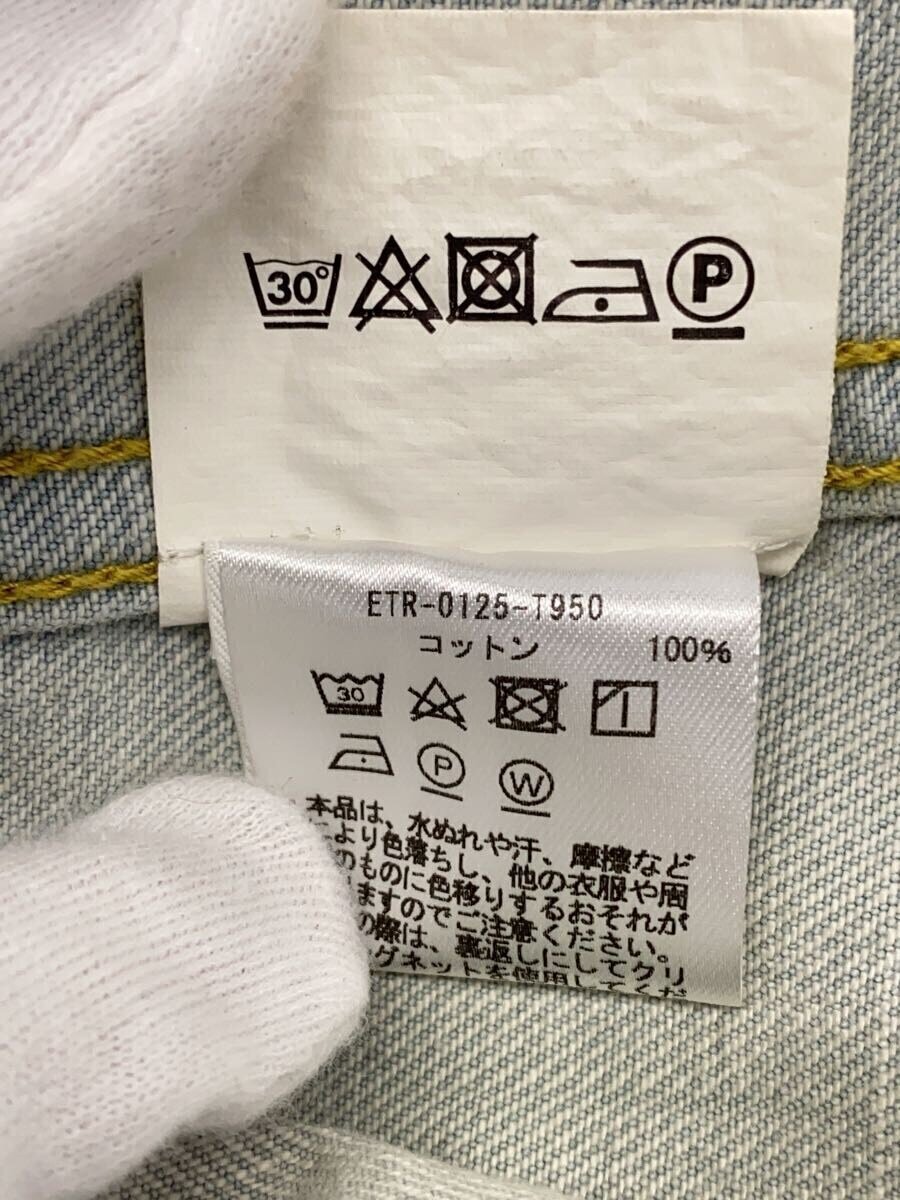 30°
P
ETR-0125-T950
コットン 100%
30
P
W
本品は、水ぬれや汗、摩擦など
により色落ちし、他の衣服や周
のものに色移りするおそれが
ますのでご注意ください。
の際は、裏返しにしてクリ
グネットを使用してくだ